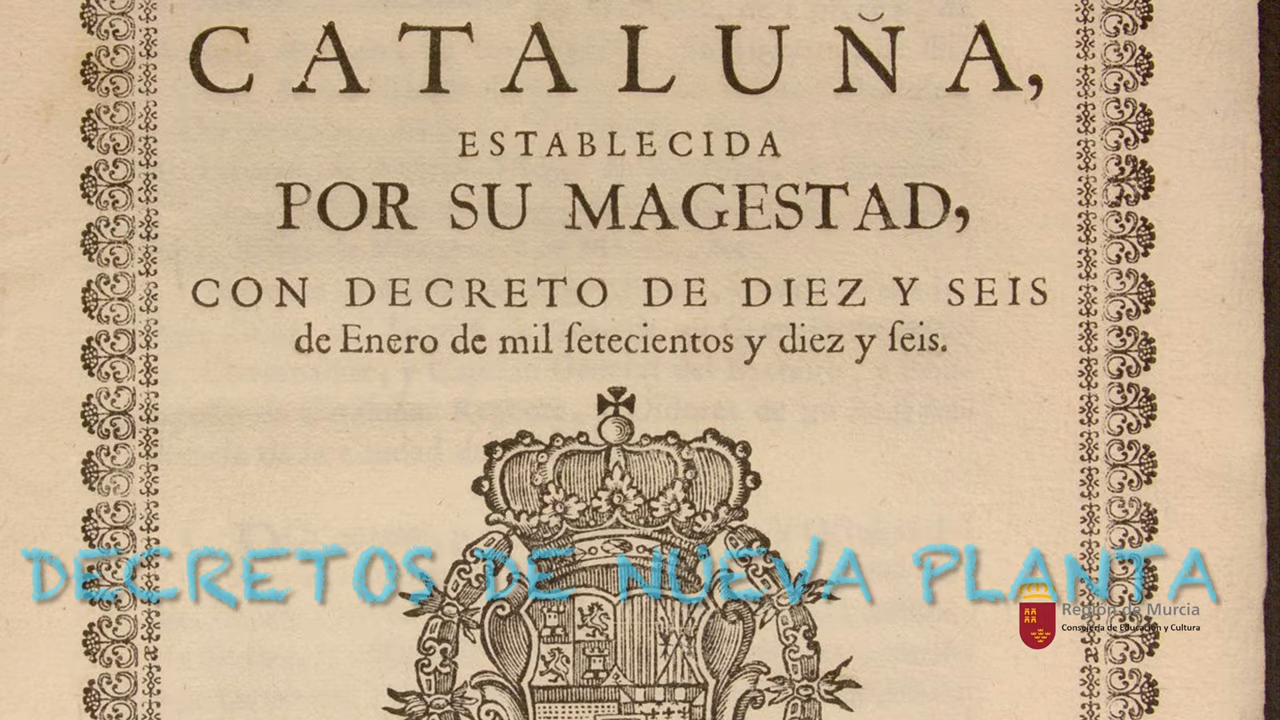 CATALUÑA,
ESTABLECIDA
POR SU MAGESTAD,
CON DECRETO DE DIEZ Y SEIS
de Enero de mil ſetecientos y diez y ſeis.
DECRETOS DE NUEVA PLANTA
Región de Murcia
Consejería de Educación y Cultura